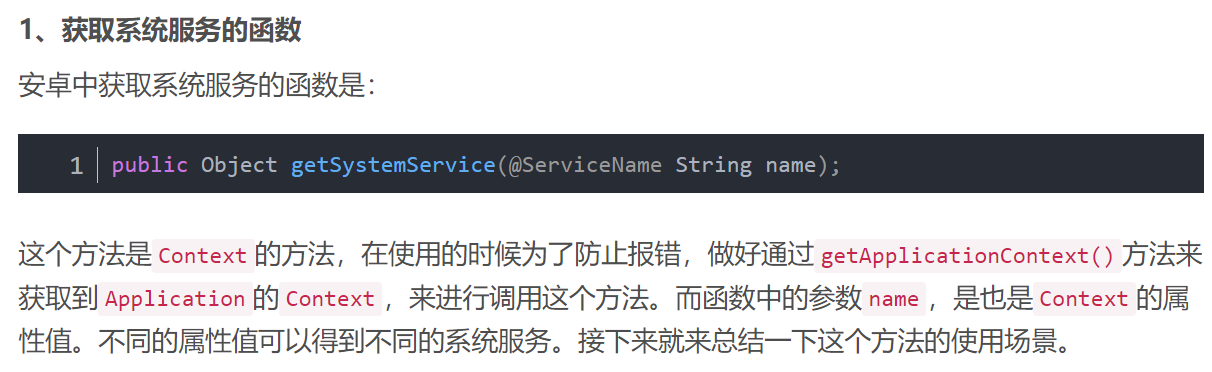 1、获取系统服务的函数
安卓中获取系统服务的函数是：
1 public Object getSystemService(@ServiceName String name);
这个方法是Context的方法，在使用的时候为了防止报错，做好通过getApplicationContext()方法来
获取到Application的Context，来进行调用这个方法。而函数中的参数name，是也是Context的属
性值。不同的属性值可以得到不同的系统服务。接下来就来总结一下这个方法的使用场景。